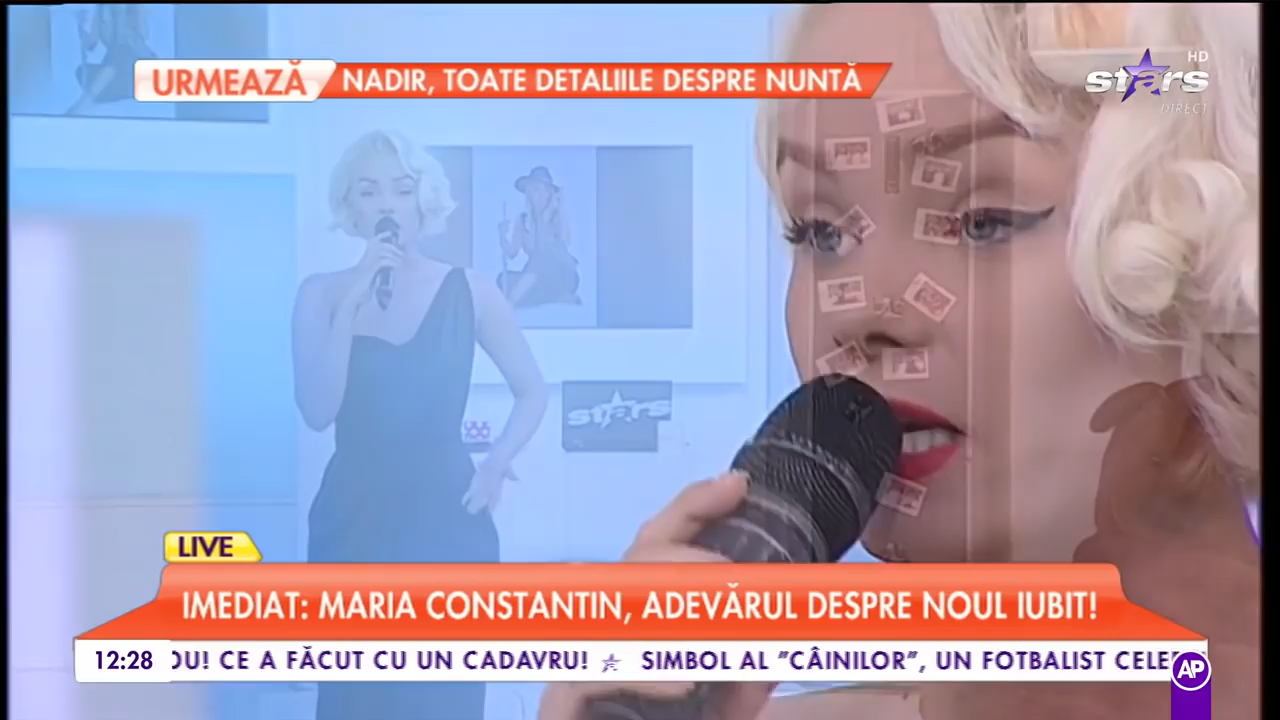 HD
URMEAZĂ NADIR, TOATE DETALIILE DESPRE NUNTĂ
stars
DIRECT
stars
LIVE
IMEDIAT: MARIA CONSTANTIN, ADEVĂRUL DESPRE NOUL IUBIT!
12:28 OU! CE A FĂCUT CU UN CADAVRU! SIMBOL AL "CÂINILOR", UN FOTBALIST CELE
AP